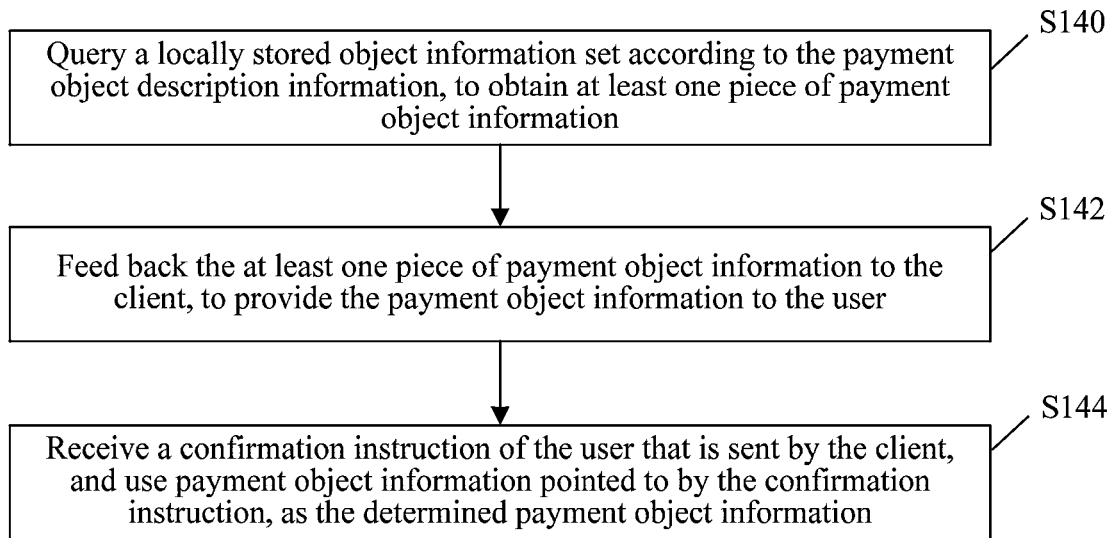 S140
Query a locally stored object information set according to the payment
object description information, to obtain at least one piece of payment
object information
S142
Feed back the at least one piece of payment object information to the
client, to provide the payment object information to the user
S144
Receive a confirmation instruction of the user that is sent by the client,
and use payment object information pointed to by the confirmation
instruction, as the determined payment object information